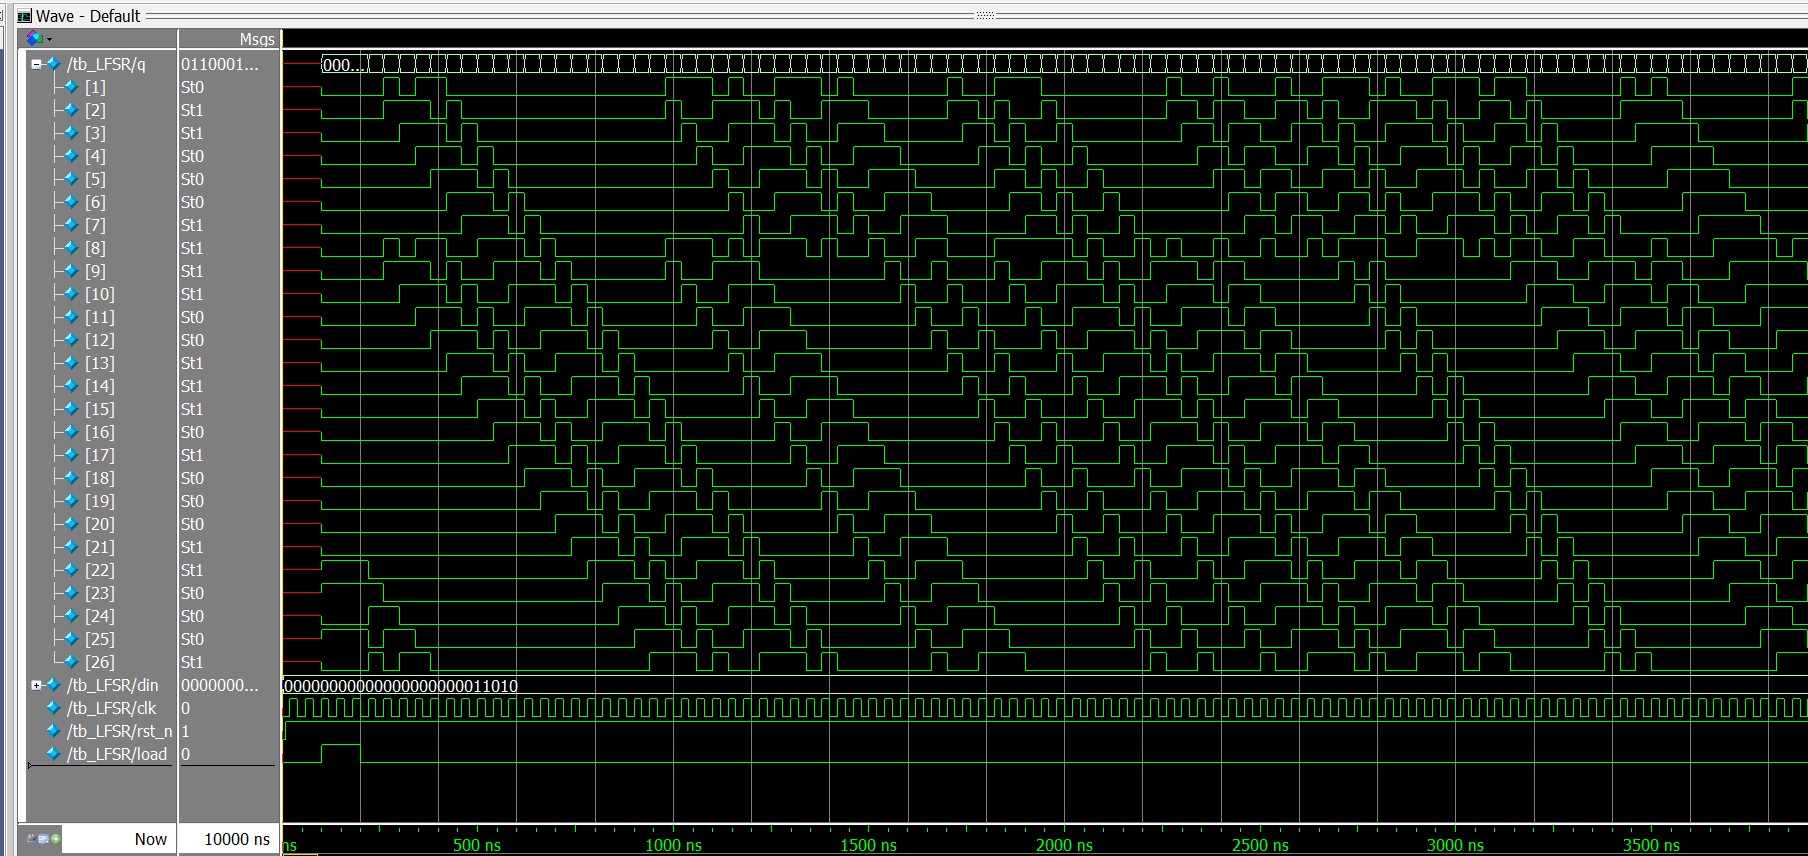 Wave - Default
Msgs
/tb_LFSR/q 0110001... 000...
[1] St0
[2] St1
[3] St1
[4] St0
[5] St0
[6] St0
[7] St1
[8] St1
[9] St1
[10] St1
[11] St0
[12] St0
[13] St1
[14] St1
[15] St1
[16] St0
[17] St1
[18] St0
[19] St0
[20] St0
[21] St1
[22] St1
[23] St0
[24] St0
[25] St0
[26] St1
/tb_LFSR/din 0000000... 00000000000000000000011010
/tb_LFSR/clk 0
/tb_LFSR/rst_n 1
/tb_LFSR/load 0
Now 10000 ns ns 500 ns 1000 ns 1500 ns 2000 ns 2500 ns 3000 ns 3500 ns